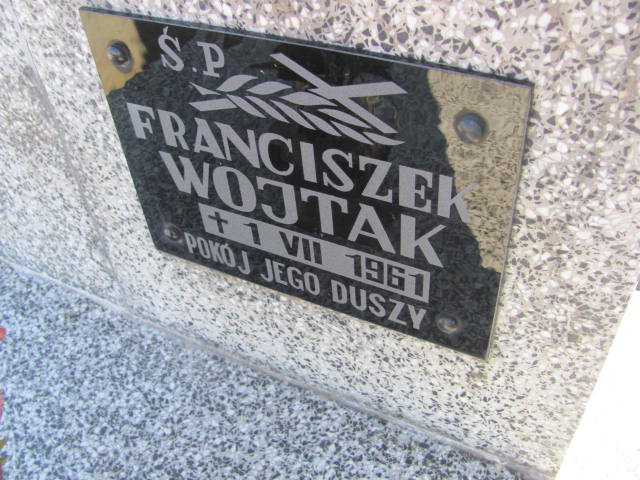 Ś.P
FRANCISZEK
WOJTAK
✝ 1 VII 1961
POKÓJ JEGO DUSZY